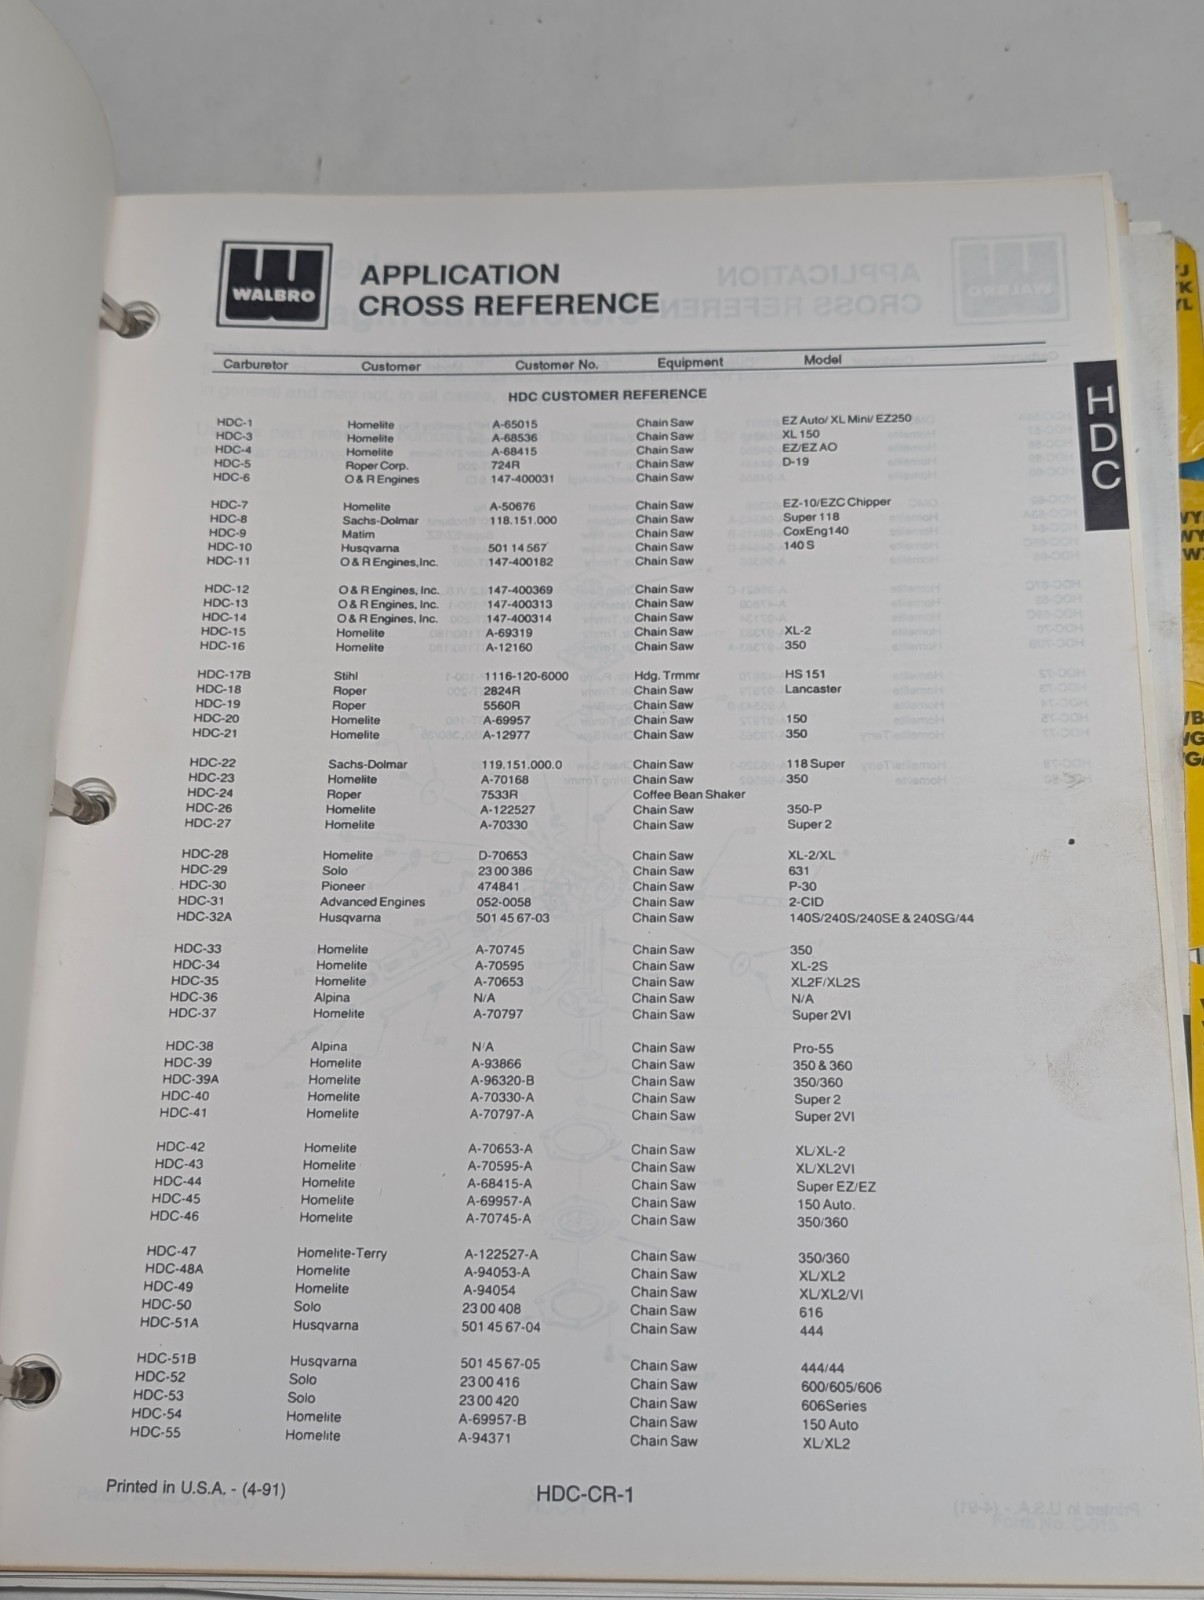 WALBRO
APPLICATION
CROSS REFERENCE
Carburetor Customer Customer No. Equipment Model
HDC CUSTOMER REFERENCE
HDC-1 Homelite A-65015 Chain Saw EZ Auto/ XL Mini/ EZ250
HDC-3 Homelite A-68536 Chain Saw XL 150
HDC-4 Homelite A-68415 Chain Saw EZ/EZ AO
HDC-5 Roper Corp. 724R Chain Saw D-19
HDC-6 O & R Engines 147-400031 Chain Saw
HDC-7 Homelite A-50676 Chain Saw EZ-10/EZC Chipper
HDC-8 Sachs-Dolmar 118.151.000 Chain Saw Super 118
HDC-9 Matim Chain Saw CoxEng140
HDC-10 Husqvarna 501 14 567 Chain Saw 140 S
HDC-11 O & R Engines, Inc. 147-400182 Chain Saw
HDC-12 O & R Engines, Inc. 147-400369 Chain Saw
HDC-13 O & R Engines, Inc. 147-400313 Chain Saw
HDC-14 O & R Engines, Inc. 147-400314 Chain Saw
HDC-15 Homelite A-69319 Chain Saw XL-2
HDC-16 Homelite A-12160 Chain Saw 350
HDC-17B Stihl 1116-120-6000 Hdg. Trmmr HS 151
HDC-18 Roper 2824R Chain Saw Lancaster
HDC-19 Roper 5560R Chain Saw
HDC-20 Homelite A-69957 Chain Saw 150
HDC-21 Homelite A-12977 Chain Saw 350
HDC-22 Sachs-Dolmar 119.151.000.0 Chain Saw 118 Super
HDC-23 Homelite A-70168 Chain Saw 350
HDC-24 Roper 7533R Coffee Bean Shaker
HDC-26 Homelite A-122527 Chain Saw 350-P
HDC-27 Homelite A-70330 Chain Saw Super 2
HDC-28 Homelite D-70653 Chain Saw XL-2/XL
HDC-29 Solo 23 00 386 Chain Saw 631
HDC-30 Pioneer 474841 Chain Saw P-30
HDC-31 Advanced Engines 052-0058 Chain Saw 2-CID
HDC-32A Husqvarna 501 45 67-03 Chain Saw 140S/240S/240SE & 240SG/44
HDC-33 Homelite A-70745 Chain Saw 350
HDC-34 Homelite A-70595 Chain Saw XL-2S
HDC-35 Homelite A-70653 Chain Saw XL2F/XL2S
HDC-36 Alpina N/A Chain Saw N/A
HDC-37 Homelite A-70797 Chain Saw Super 2VI
HDC-38 Alpina N/A Chain Saw Pro-55
HDC-39 Homelite A-93866 Chain Saw 350 & 360
HDC-39A Homelite A-96320-B Chain Saw 350/360
HDC-40 Homelite A-70330-A Chain Saw Super 2
HDC-41 Homelite A-70797-A Chain Saw Super 2VI
HDC-42 Homelite A-70653-A Chain Saw XL/XL-2
HDC-43 Homelite A-70595-A Chain Saw XL/XL2VI
HDC-44 Homelite A-68415-A Chain Saw Super EZ/EZ
HDC-45 Homelite A-69957-A Chain Saw 150 Auto.
HDC-46 Homelite A-70745-A Chain Saw 350/360
HDC-47 Homelite-Terry A-122527-A Chain Saw 350/360
HDC-48A Homelite A-94053-A Chain Saw XL/XL2
HDC-49 Homelite A-94054 Chain Saw XL/XL2/VI
HDC-50 Solo 23 00 408 Chain Saw 616
HDC-51A Husqvarna 501 45 67-04 Chain Saw 444
HDC-51B Husqvarna 501 45 67-05 Chain Saw 444/44
HDC-52 Solo 23 00 416 Chain Saw 600/605/606
HDC-53 Solo 23 00 420 Chain Saw 606Series
HDC-54 Homelite A-69957-B Chain Saw 150 Auto
HDC-55 Homelite A-94371 Chain Saw XL/XL2
Printed in U.S.A. - (4-91) HDC-CR-1
HDC